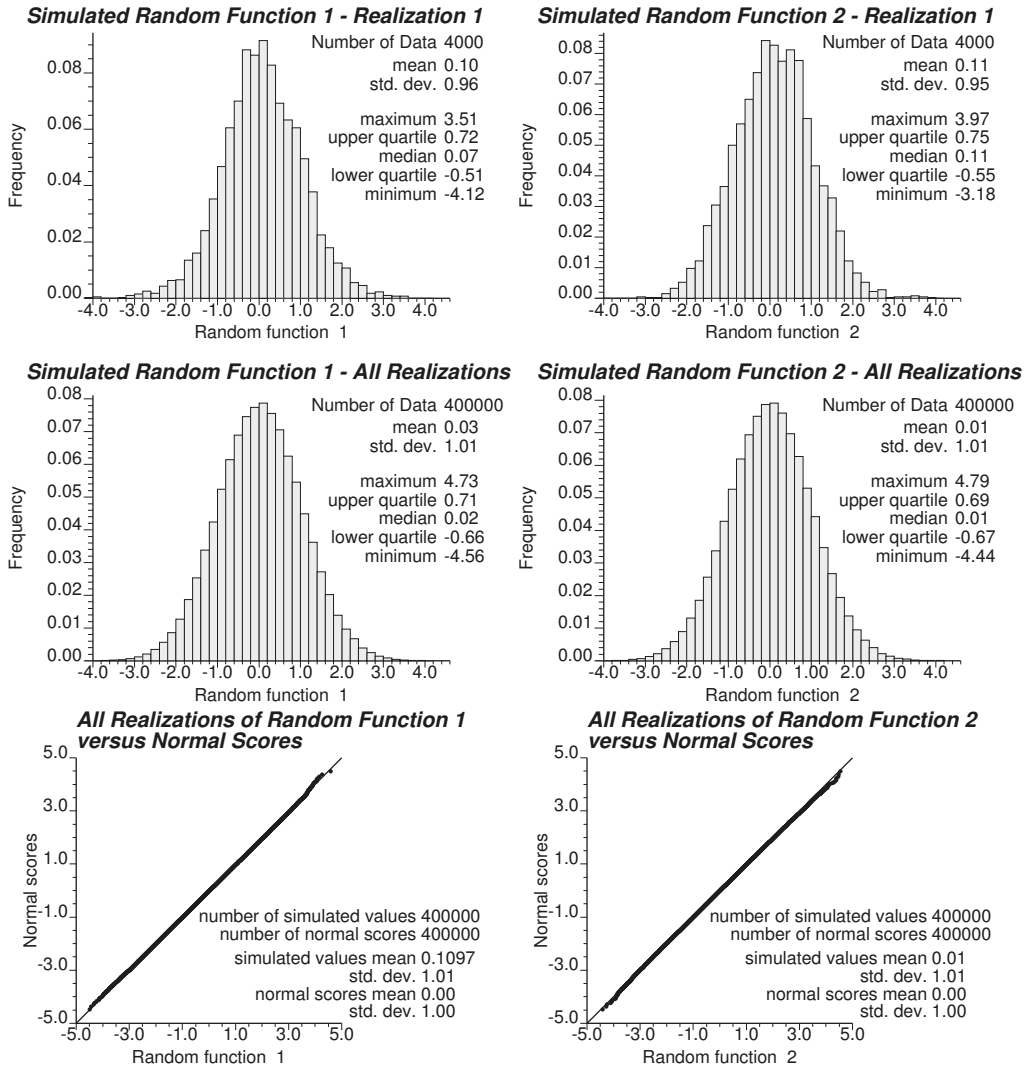 Simulated Random Function 1 - Realization 1
Number of Data 4000
mean 0.10
std. dev. 0.96
maximum 3.51
upper quartile 0.72
median 0.07
lower quartile -0.51
minimum -4.12
Frequency
0.08
0.06
0.04
0.02
0.00
-4.0 -3.0 -2.0 -1.0 0.0 1.0 2.0 3.0 4.0
Random function 1
Simulated Random Function 2 - Realization 1
Number of Data 4000
mean 0.11
std. dev. 0.95
maximum 3.97
upper quartile 0.75
median 0.11
lower quartile -0.55
minimum -3.18
Frequency
0.08
0.07
0.06
0.05
0.04
0.03
0.02
0.01
0.00
-4.0 -3.0 -2.0 -1.0 0.0 1.0 2.0 3.0 4.0
Random function 2
Simulated Random Function 1 - All Realizations
Number of Data 400000
mean 0.03
std. dev. 1.01
maximum 4.73
upper quartile 0.71
median 0.02
lower quartile -0.66
minimum -4.56
Frequency
0.08
0.07
0.06
0.05
0.04
0.03
0.02
0.01
0.00
-4.0 -3.0 -2.0 -1.0 0.0 1.0 2.0 3.0 4.0
Random function 1
Simulated Random Function 2 - All Realizations
Number of Data 400000
mean 0.01
std. dev. 1.01
maximum 4.79
upper quartile 0.69
median 0.01
lower quartile -0.67
minimum -4.44
Frequency
0.08
0.07
0.06
0.05
0.04
0.03
0.02
0.01
0.00
-4.0 -3.0 -2.0 -1.0 0.0 1.00 2.0 3.0 4.0
Random function 2
All Realizations of Random Function 1
versus Normal Scores
Normal scores
5.0
3.0
1.0
-1.0
-3.0
-5.0
number of simulated values 400000
number of normal scores 400000
simulated values mean 0.1097
std. dev. 1.01
normal scores mean 0.00
std. dev. 1.00
-5.0 -3.0 -1.0 1.0 3.0 5.0
Random function 1
All Realizations of Random Function 2
versus Normal Scores
Normal scores
5.0
3.0
1.0
-1.0
-3.0
-5.0
number of simulated values 400000
number of normal scores 400000
simulated values mean 0.01
std. dev. 1.01
normal scores mean 0.00
std. dev. 1.00
-5.0 -3.0 -1.0 1.0 3.0 5.0
Random function 2